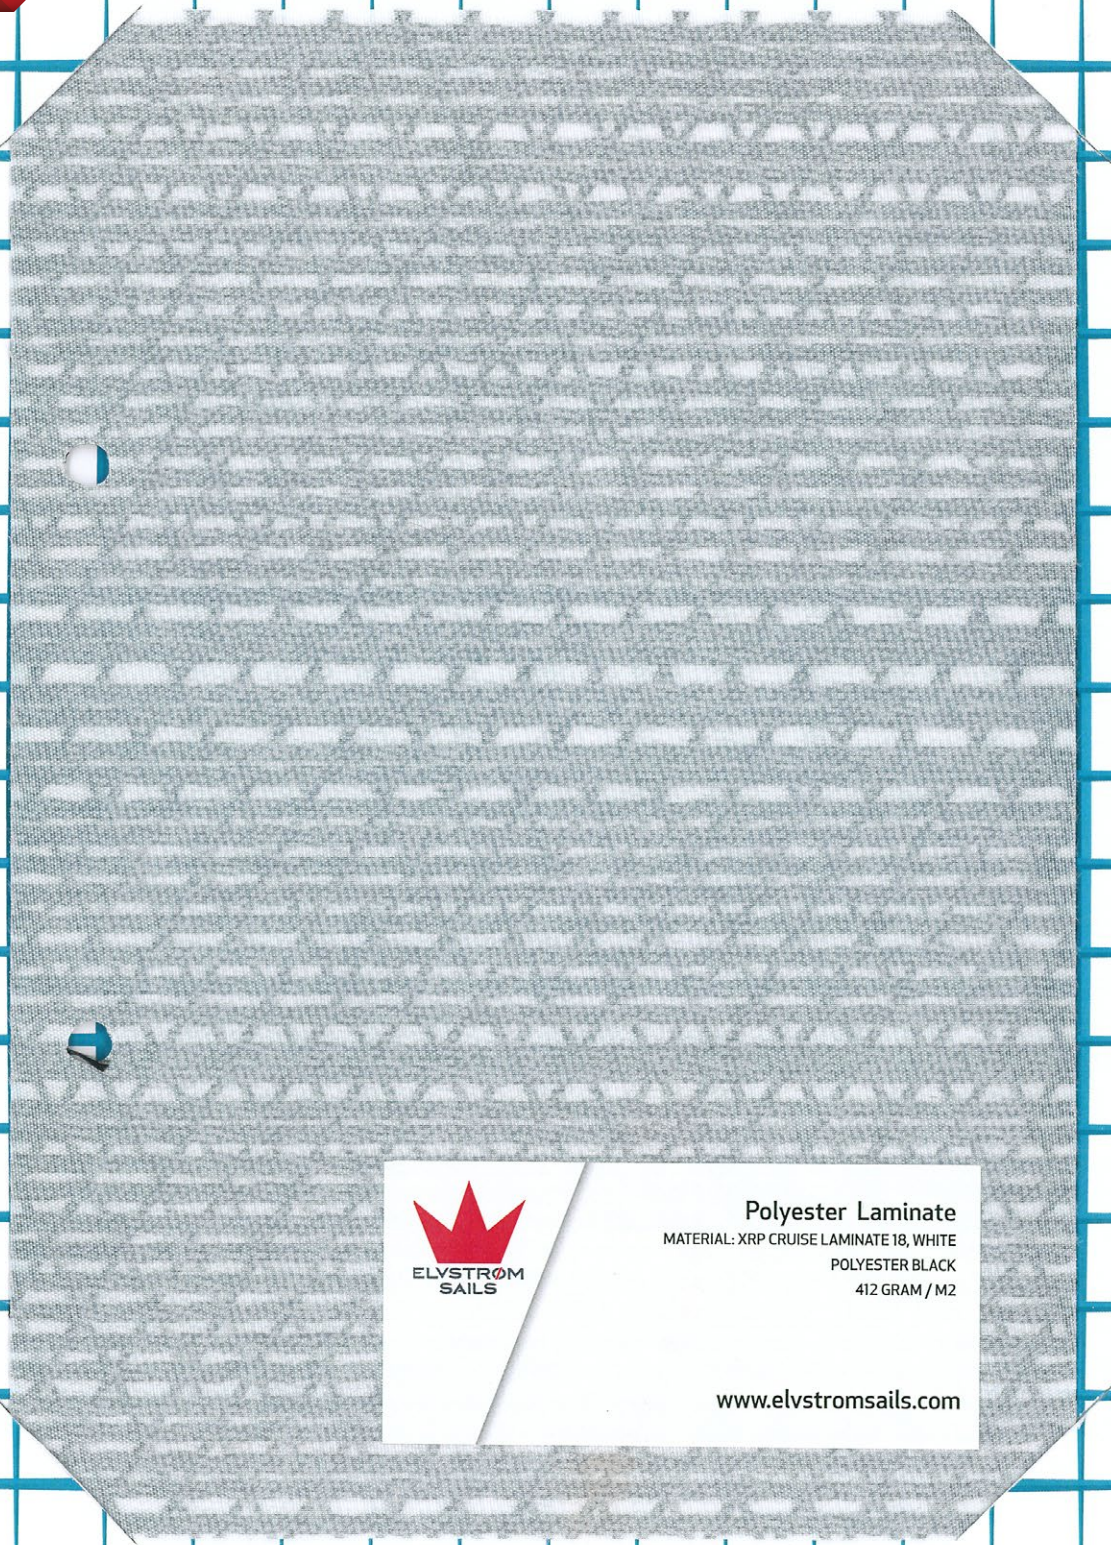 ELVSTRØM
SAILS
Polyester Laminate
MATERIAL: XRP CRUISE LAMINATE 18, WHITE
POLYESTER BLACK
412 GRAM / M2
www.elvstromsails.com